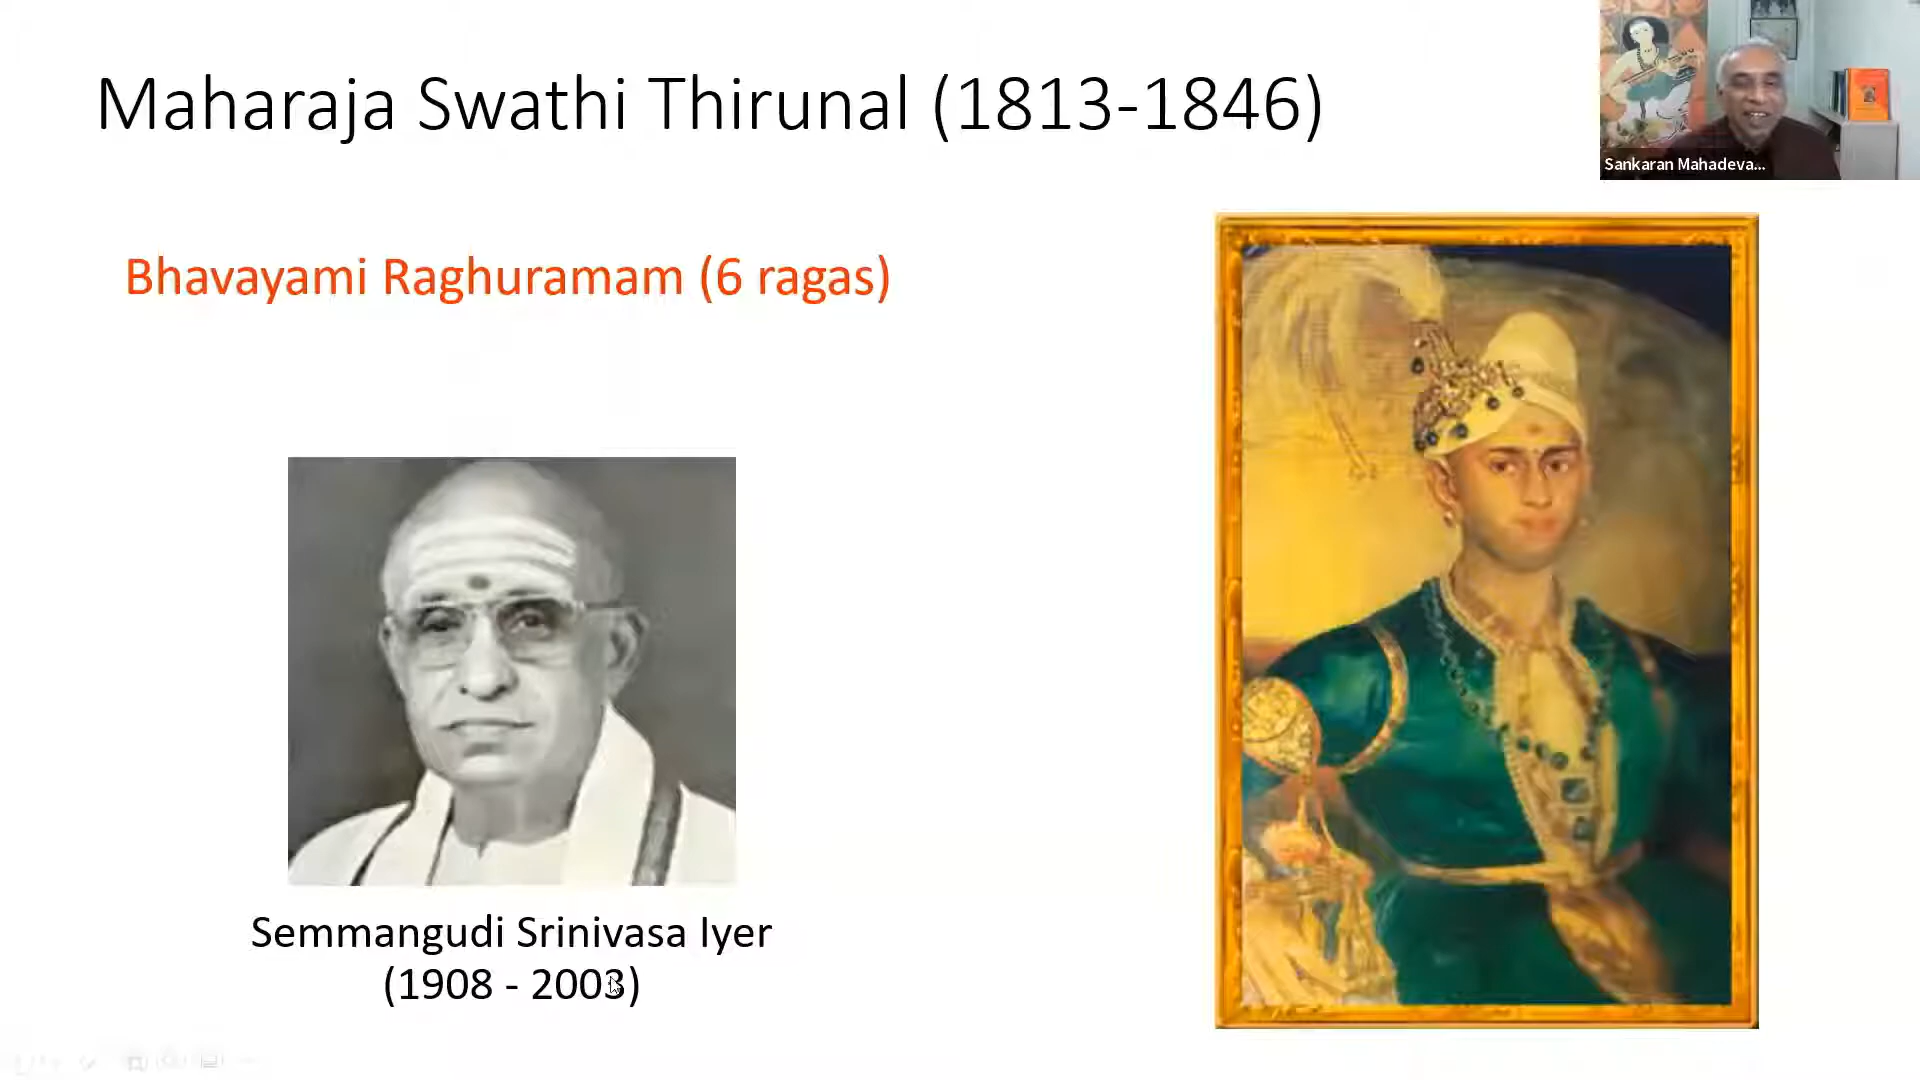 Maharaja Swathi Thirunal (1813-1846)
Sankaran Mahadeva...
Bhavayami Raghuramam (6 ragas)
Semmangudi Srinivasa Iyer
(1908 - 2003)